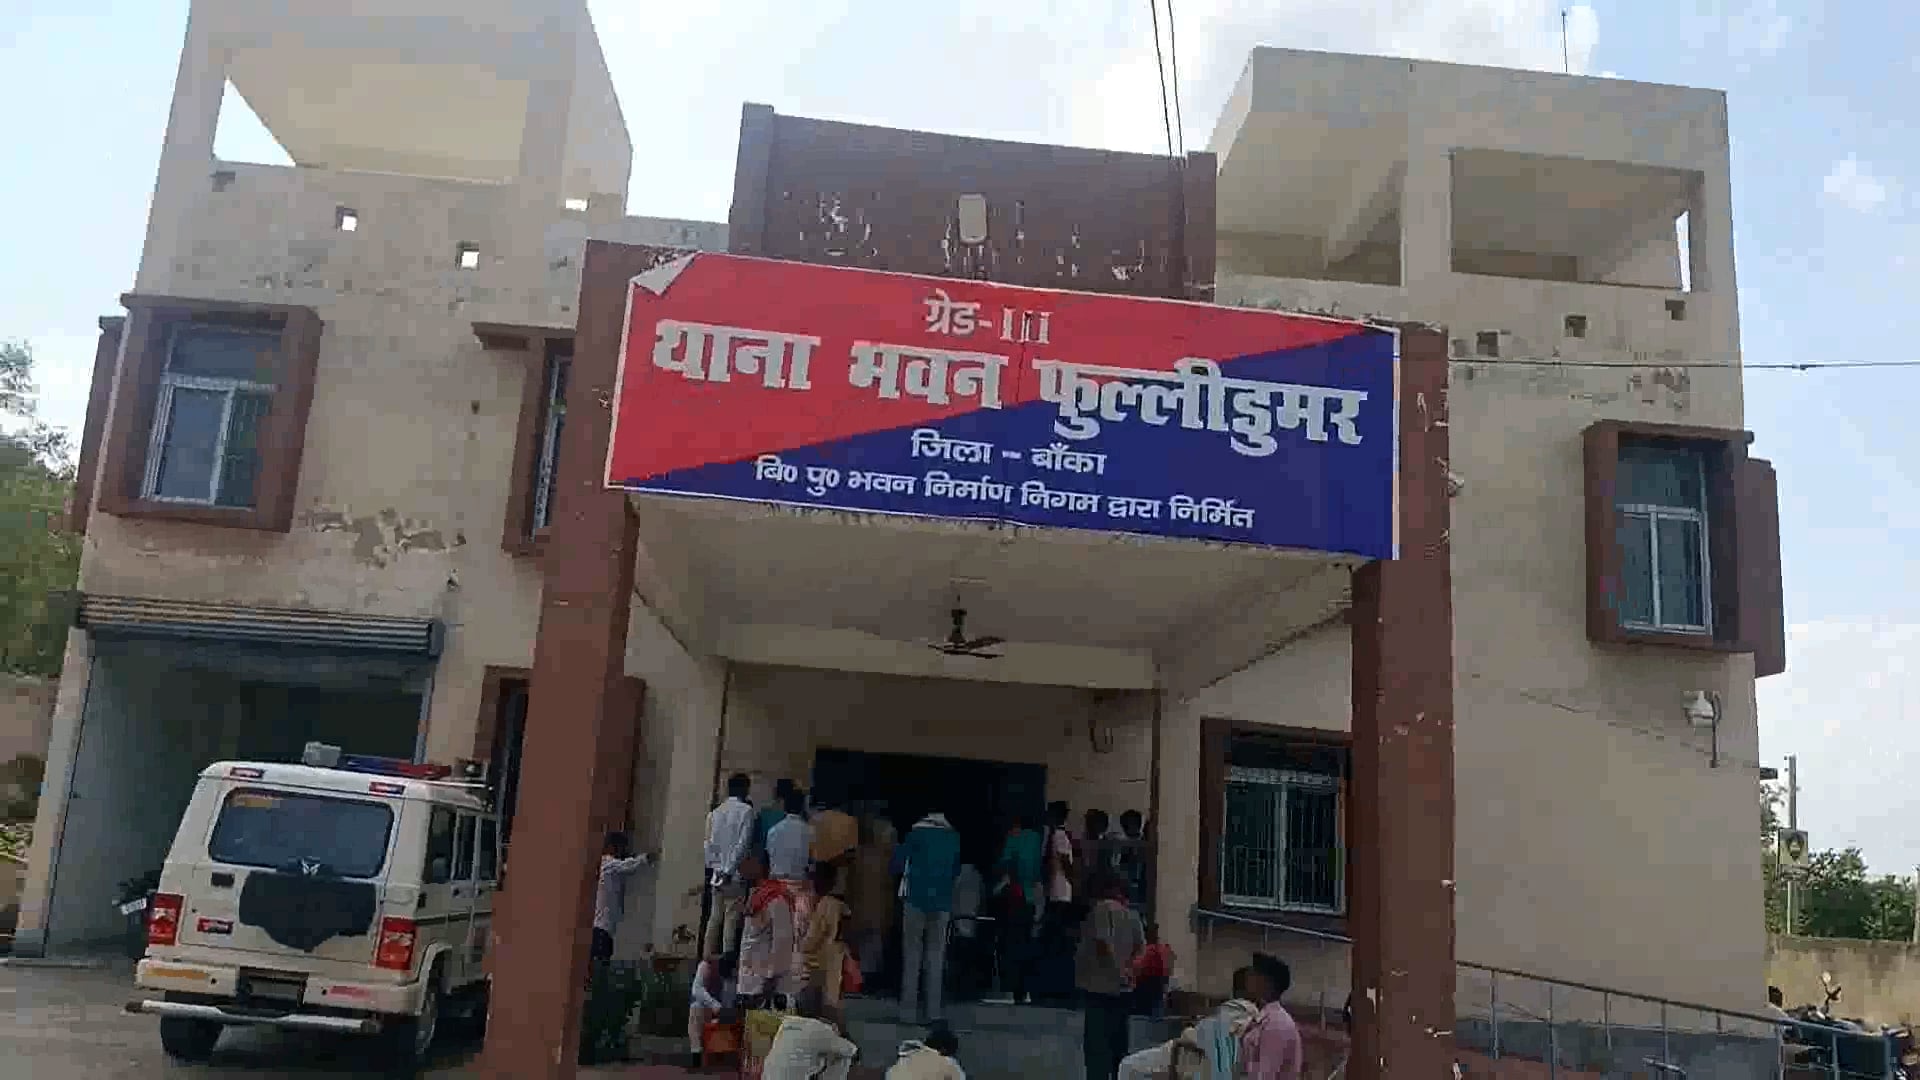 ग्रेड-III
थाना भवन फुल्लीडुमर
जिला - बाँका
बि० पु० भवन निर्माण निगम द्वारा निर्मित